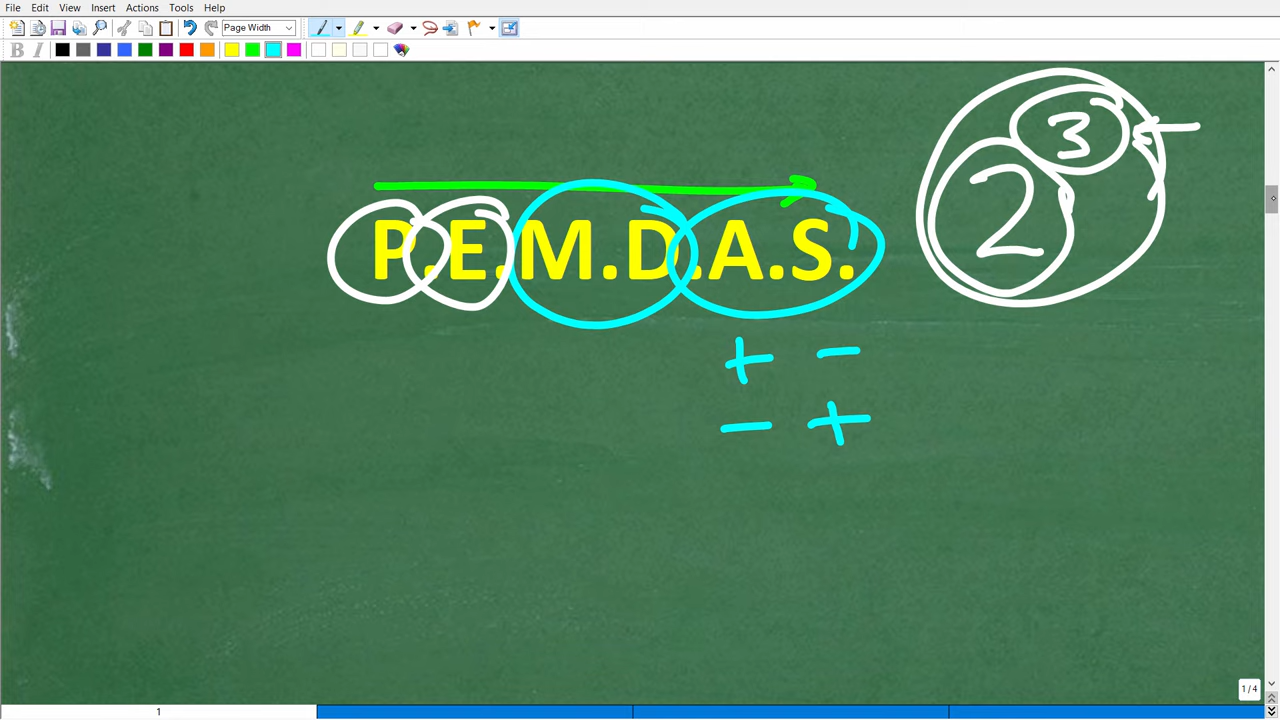 File Edit View Insert Actions Tools Help
Page Width
B I
3
2
P.E.M.D.A.S.
+ -
- +
1/4
1